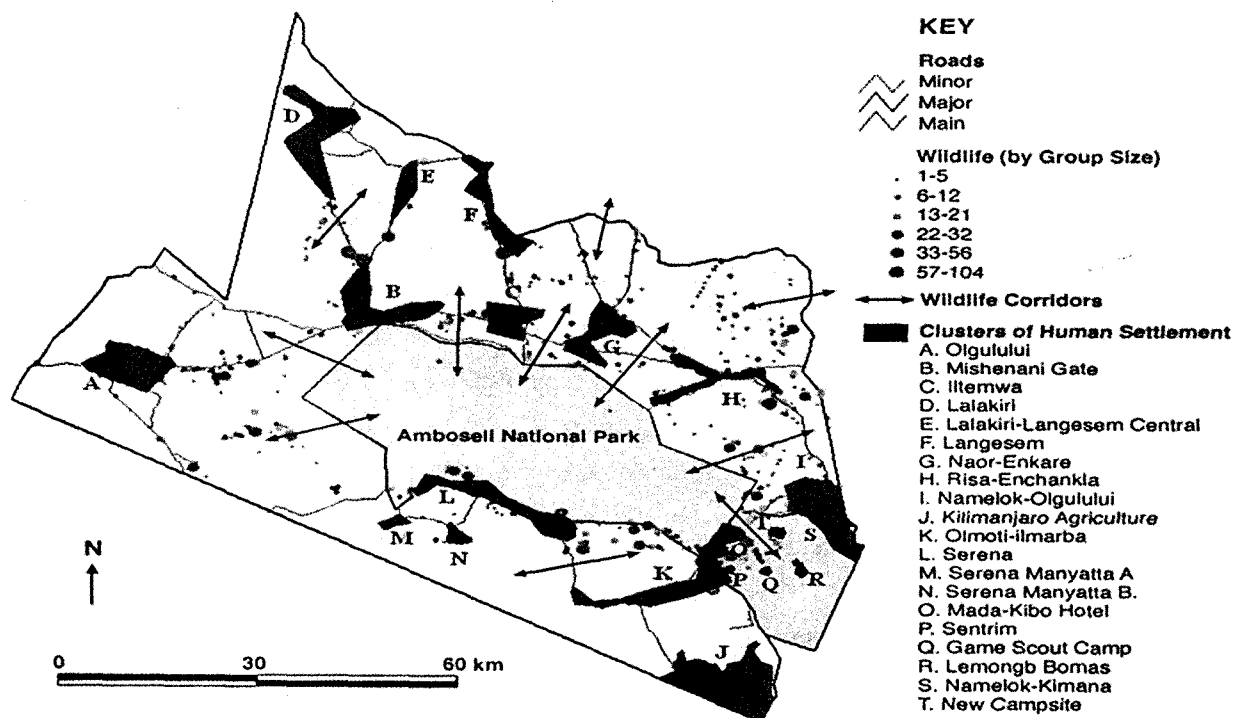 KEY
Roads
Minor
Major
Main
Wildlife (by Group Size)
1-5
6-12
13-21
22-32
33-56
57-104
Wildlife Corridors
Clusters of Human Settlement
A. Olgulului
B. Mishenani Gate
C. Iltemwa
D. Lalakiri
E. Lalakiri-Langesem Central
F. Langesem
G. Naor-Enkare
H. Risa-Enchankla
I. Namelok-Olgulului
J. Kilimanjaro Agriculture
K. Olmoti-ilmarba
L. Serena
M. Serena Manyatta A
N. Serena Manyatta B.
O. Mada-Kibo Hotel
P. Sentrim
Q. Game Scout Camp
R. Lemongb Bomas
S. Namelok-Kimana
T. New Campsite
D
E
F
B
C
G
A
H
Amboseli National Park
I
L
T
S
M
N
O
K
P
Q
R
J
N
0
30
60 km